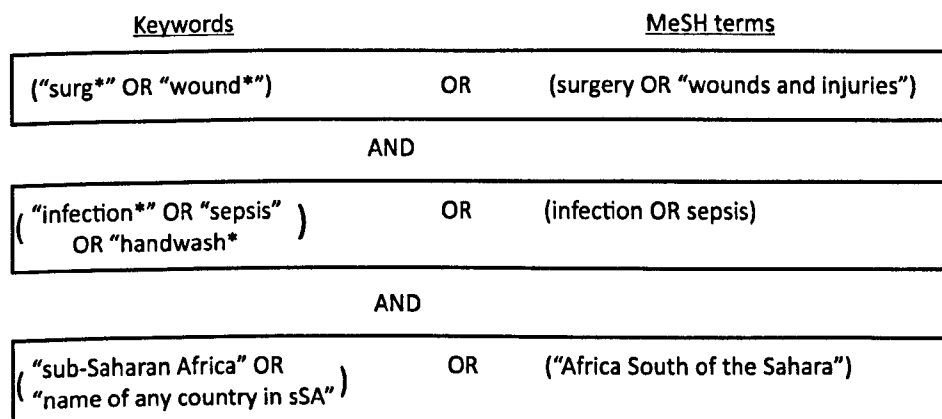 Keywords MeSH terms
(“surg*” OR “wound*”) OR (surgery OR “wounds and injuries”)
AND
(“infection*” OR “sepsis” OR “handwash*) OR (infection OR sepsis)
AND
(“sub-Saharan Africa” OR “name of any country in sSA”) OR (“Africa South of the Sahara”)